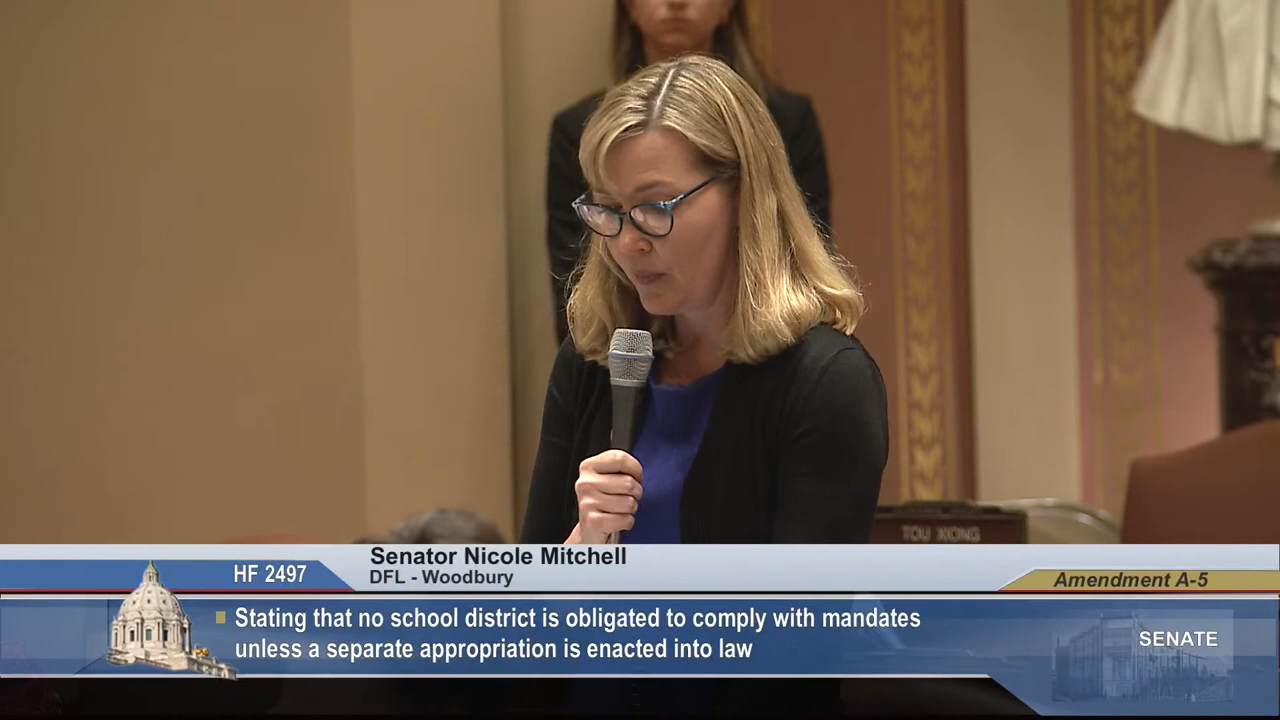 TOU XIONG
Senator Nicole Mitchell
DFL - Woodbury
HF 2497
Amendment A-5
Stating that no school district is obligated to comply with mandates
unless a separate appropriation is enacted into law
SENATE